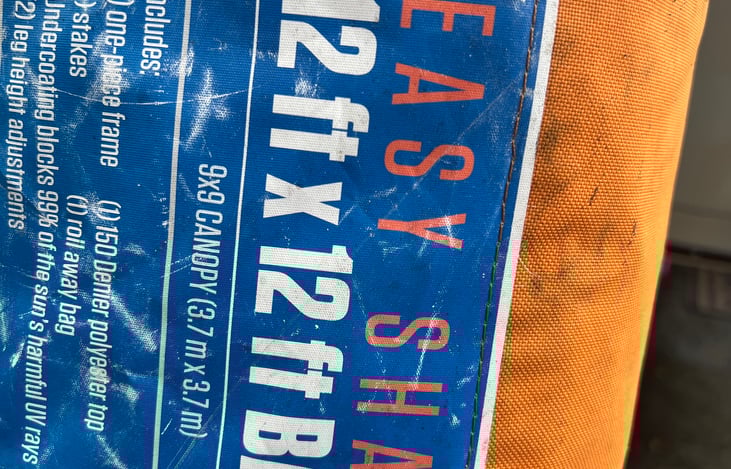 EASY SHA
12 ft x 12 ft B
9x9 CANOPY (3.7 m x 3.7 m)
ncludes:
) one-piece frame (1) 150 Denier polyester top
) stakes (1) roll away bag
Undercoating blocks 99% of the sun's harmful UV rays
2) leg height adjustments